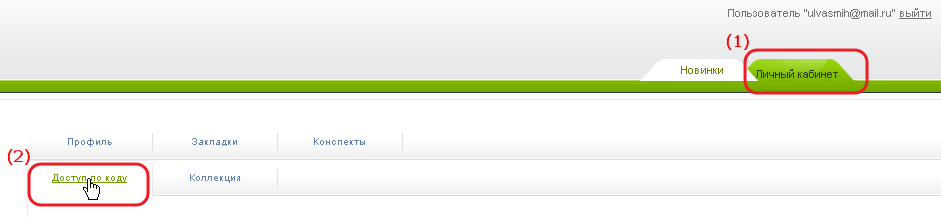 Пользователь "ulvasmih@mail.ru" выйти
(1)
Новинки Личный кабинет
Профиль Закладки Конспекты
(2)
Доступ по коду Коллекция